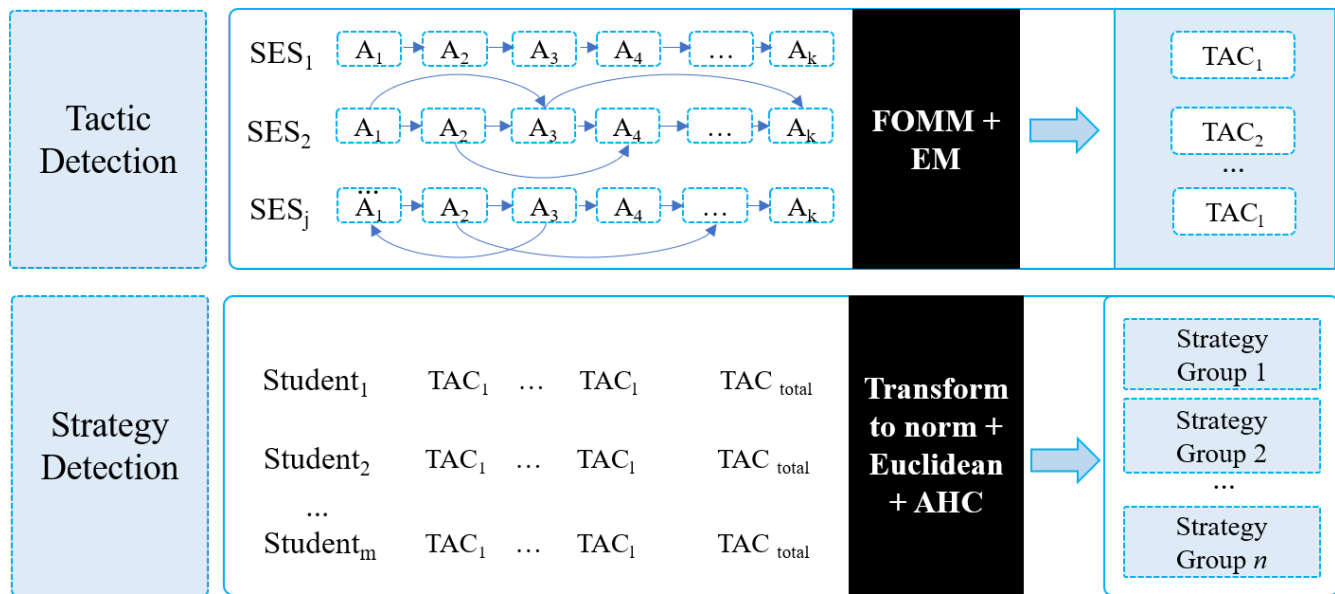 Tactic
Detection
SES₁ A₁ A₂ A₃ A₄ ... Aₖ
SES₂ A₁ A₂ A₃ A₄ ... Aₖ
...
SESⱼ A₁ A₂ A₃ A₄ ... Aₖ
FOMM +
EM
TAC₁
TAC₂
...
TACₗ
Strategy
Detection
Student₁ TAC₁ ... TACₗ TAC total
Student₂ TAC₁ ... TACₗ TAC total
...
Studentₘ TAC₁ ... TACₗ TAC total
Transform
to norm +
Euclidean
+ AHC
Strategy
Group 1
Strategy
Group 2
...
Strategy
Group n